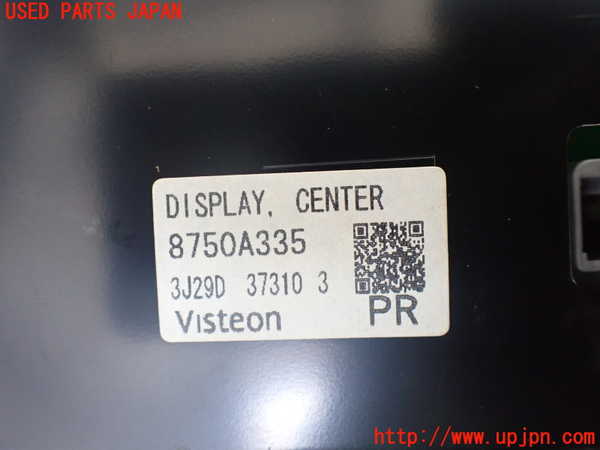 USED PARTS JAPAN
DISPLAY, CENTER
8750A335
3J29D 37310 3
Visteon PR
http://www.upjpn.com/